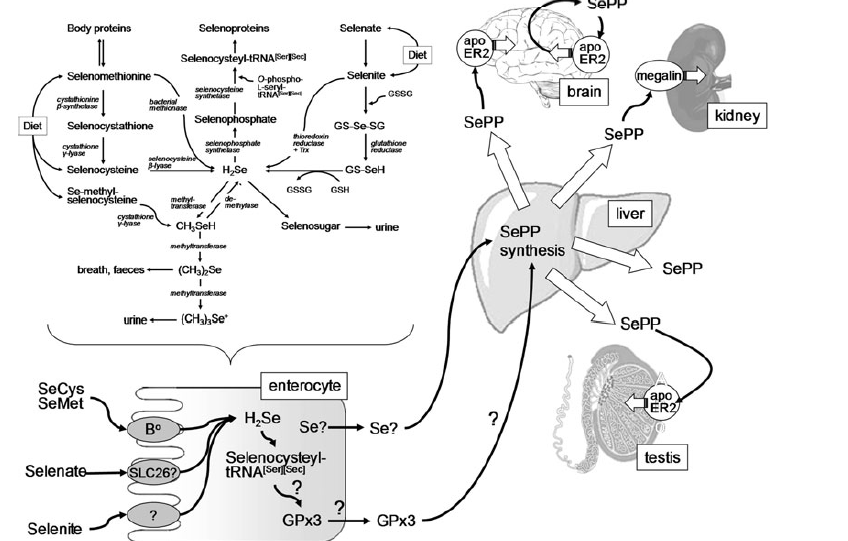 Body proteins
Selenoproteins
Selenate
Selenocysteyl-tRNA[Ser][Sec]
Diet
Selenomethionine
selenocysteine
synthetase
O-phospho-
L-seryl-
tRNA[Ser][Sec]
Selenite
cystathionine
β-synthetase
bacterial
methionase
GSSG
Diet
Selenocystathione
Selenophosphate
GS-Se-SG
cystathione
γ-lyase
selenophosphate
synthetase
thioredoxin
reductase
+ Trx
glutathione
reductase
Selenocysteine
selenocysteine
β-lyase
H2Se
GS-SeH
GSSG
GSH
Se-methyl-
selenocysteine
cystathione
γ-lyase
methyl-
transferase
de-
methylase
CH3SeH
Selenosugar
urine
methyltransferase
breath, faeces
(CH3)2Se
methyltransferase
urine
(CH3)3Se+
SePP
apo
ER2
apo
ER2
brain
megalin
kidney
SePP
SePP
liver
SePP
synthesis
SePP
SePP
apo
ER2
testis
enterocyte
SeCys
SeMet
B°
H2Se
Se?
Se?
Selenate
SLC26?
Selenocysteyl-
tRNA[Ser][Sec]
?
?
?
Selenite
?
GPx3
GPx3